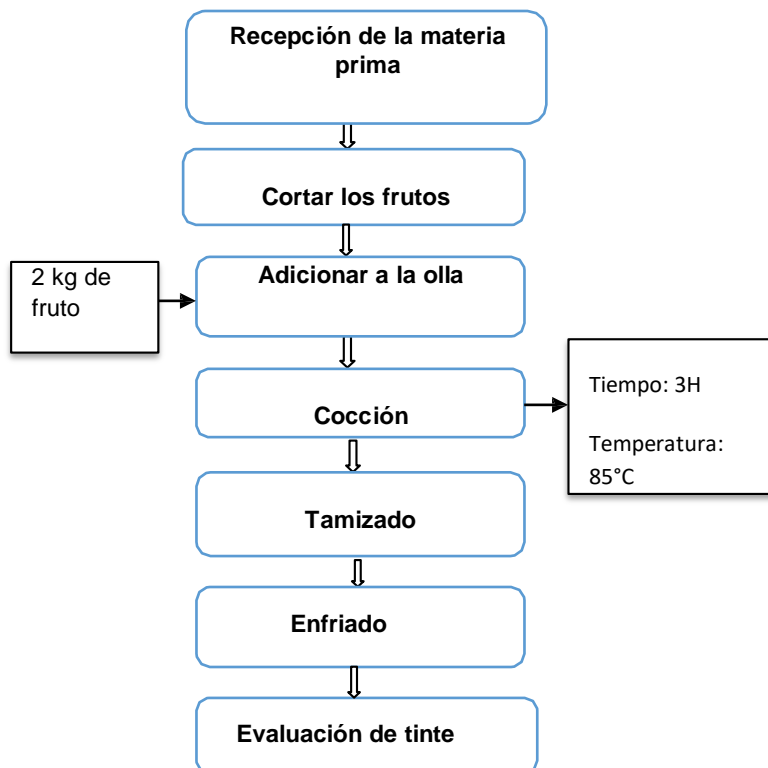 Recepción de la materia
prima
Cortar los frutos
2 kg de
fruto
Adicionar a la olla
Cocción
Tiempo: 3H
Temperatura:
85°C
Tamizado
Enfriado
Evaluación de tinte